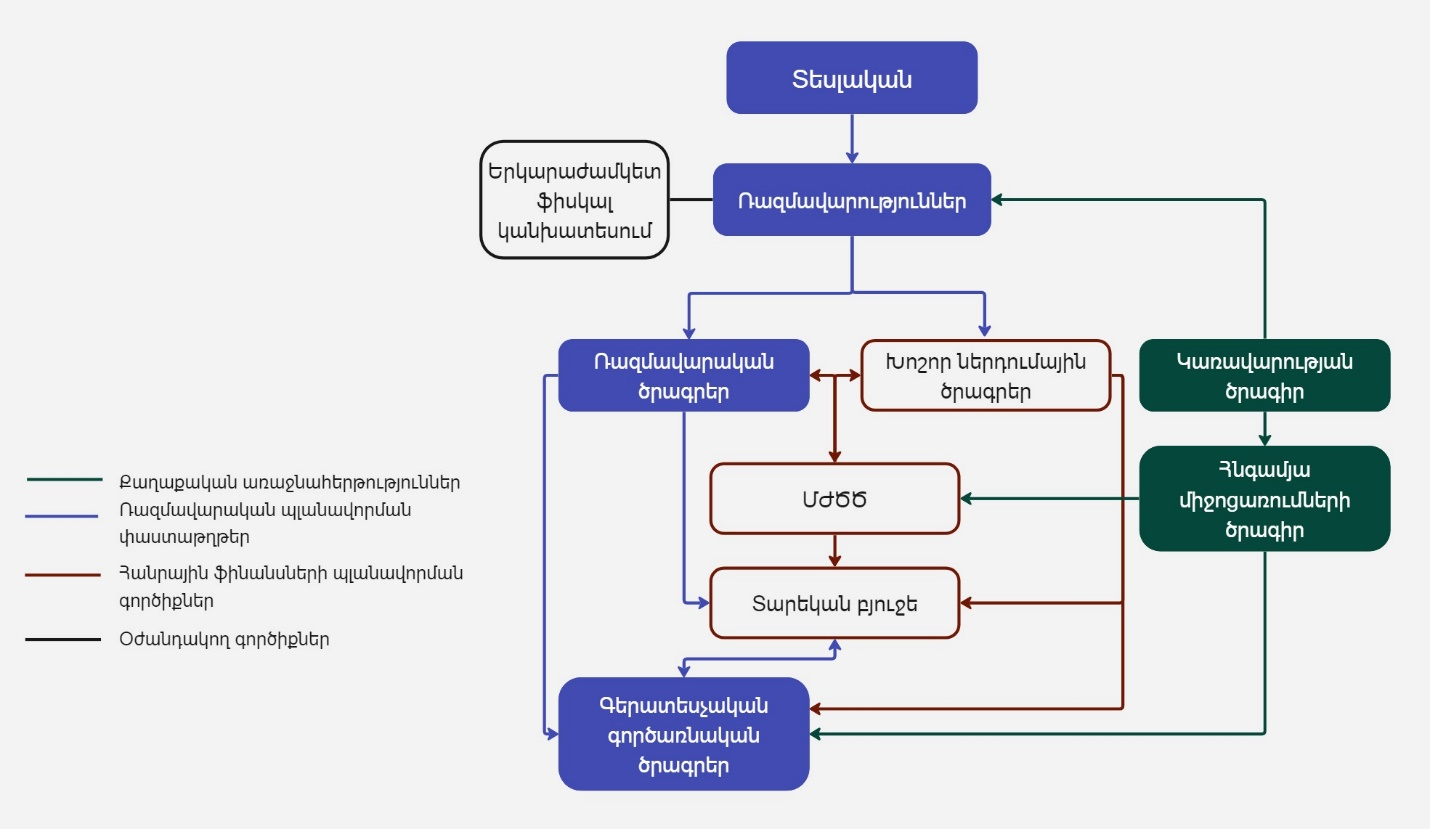 Տեսլական
Երկարաժամկետ
ֆիսկալ
կանխատեսում
Ռազմավարություններ
Ռազմավարական
ծրագրեր
Խոշոր ներդումային
ծրագրեր
Կառավարության
ծրագիր
ՄԺԾԾ
Հնգամյա
միջոցառումների
ծրագիր
Տարեկան բյուջե
Գերատեսչական
գործառնական
ծրագրեր
Քաղաքական առաջնահերթություններ
Ռազմավարական պլանավորման
փաստաթղթեր
Հանրային ֆինանսների պլանավորման
գործիքներ
Օժանդակող գործիքներ